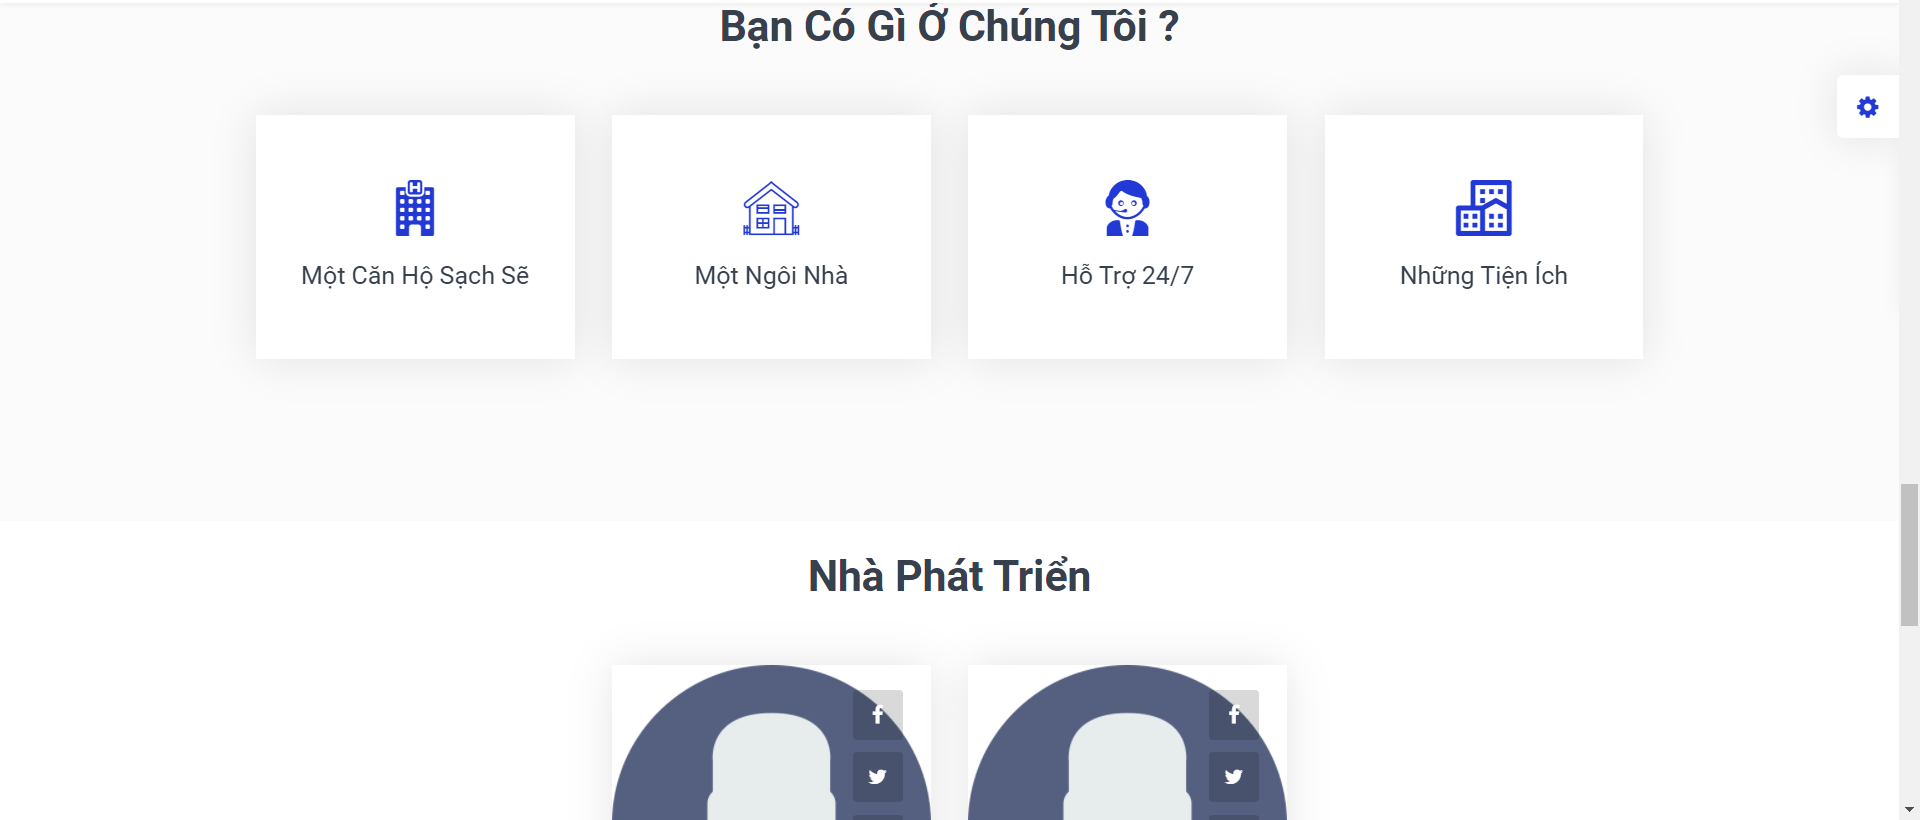 Bạn Có Gì Ở Chúng Tôi ?
Một Căn Hộ Sạch Sẽ
Một Ngôi Nhà
Hỗ Trợ 24/7
Những Tiện Ích
Nhà Phát Triển